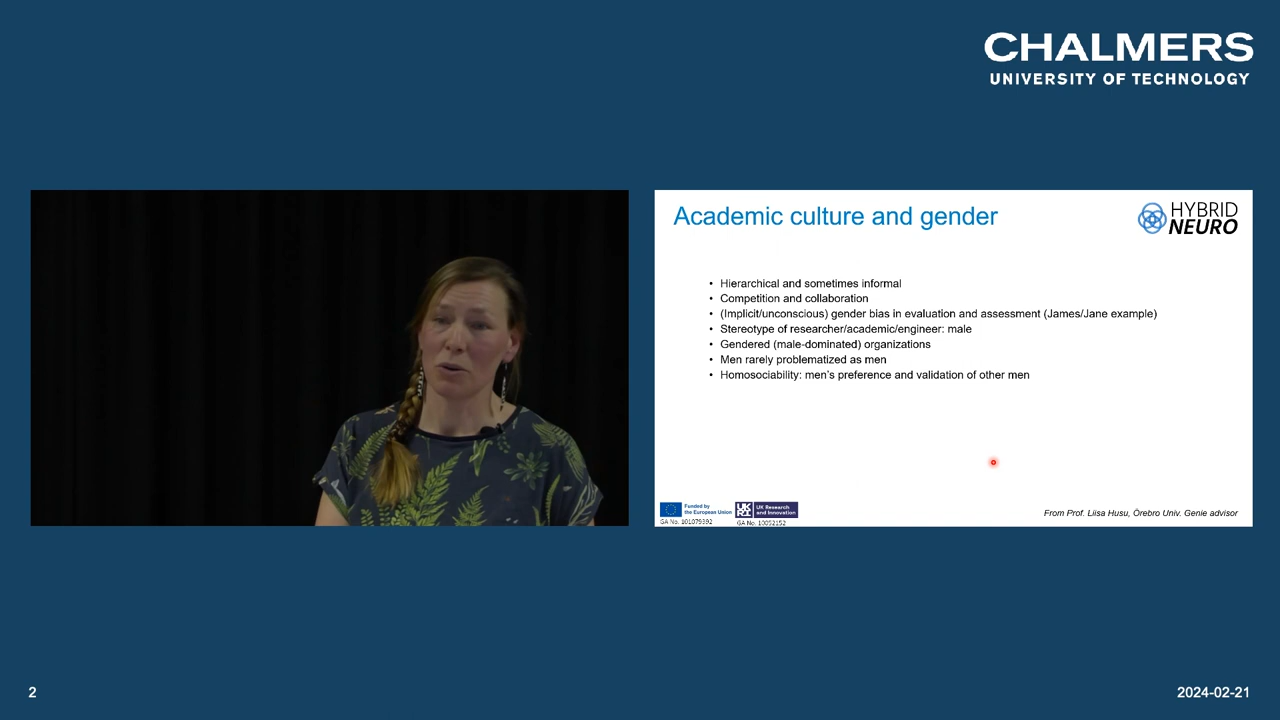 CHALMERS
UNIVERSITY OF TECHNOLOGY
Academic culture and gender
HYBRID
NEURO
• Hierarchical and sometimes informal
• Competition and collaboration
• (Implicit/unconscious) gender bias in evaluation and assessment (James/Jane example)
• Stereotype of researcher/academic/engineer: male
• Gendered (male-dominated) organizations
• Men rarely problematized as men
• Homosociability: men's preference and validation of other men
Funded by
the European Union
GA No. 101079392
UK
RI
UK Research
and Innovation
GA No. 10052152
From Prof. Liisa Husu, Örebro Univ. Genie advisor
2
2024-02-21